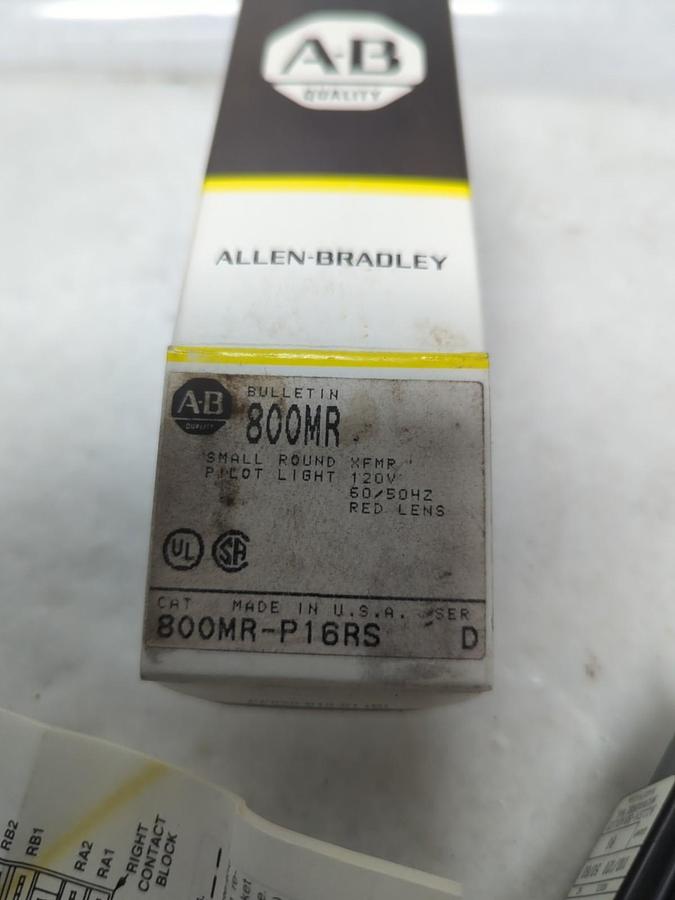 A-B
QUALITY
ALLEN-BRADLEY
A-B
QUALITY
BULLETIN
800MR
SMALL ROUND XFMR
PILOT LIGHT 120V
60/50HZ
RED LENS
UL
SA
CAT MADE IN U.S.A. SER
800MR-P16RS D
RB2
RB1
RA2
RA1
RIGHT
CONTACT
BLOCK